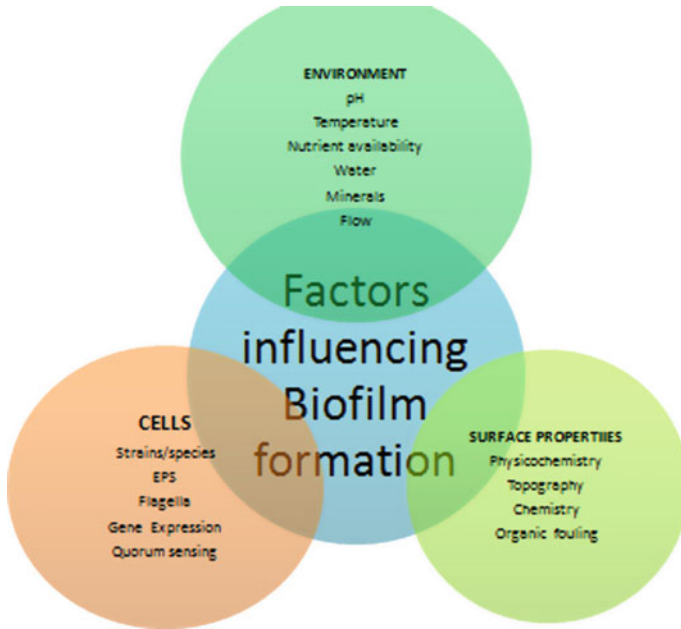 ENVIRONMENT
pH
Temperature
Nutrient availability
Water
Minerals
Flow
Factors
influencing
Biofilm
formation
CELLS
Strains/species
EPS
Flagella
Gene Expression
Quorum sensing
SURFACE PROPERTIIES
Physicochemistry
Topography
Chemistry
Organic fouling